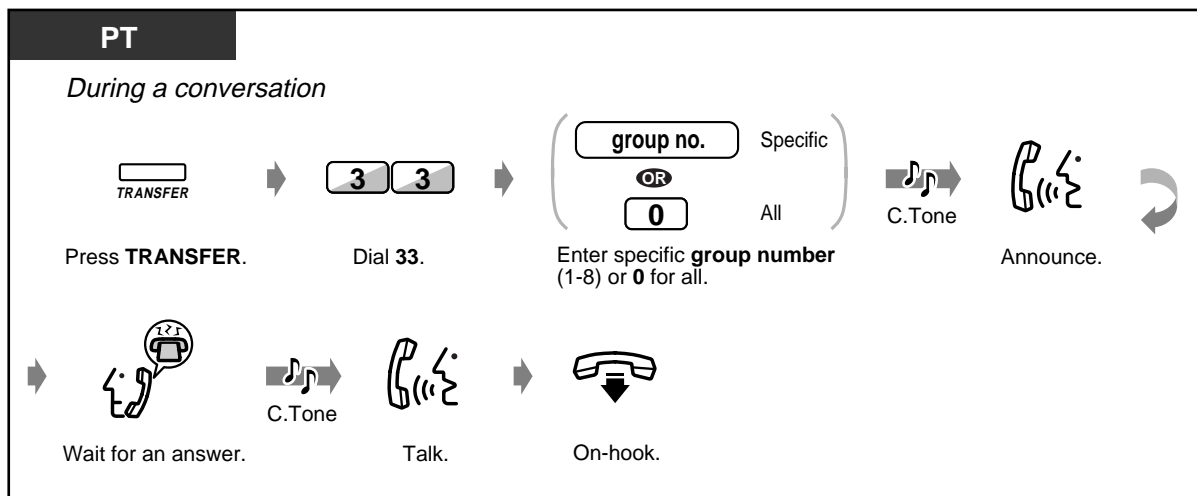 PT
During a conversation
TRANSFER
Press TRANSFER.
3 3
Dial 33.
group no. Specific
OR
0 All
Enter specific group number
(1-8) or 0 for all.
C.Tone
Announce.
Wait for an answer.
C.Tone
Talk.
On-hook.